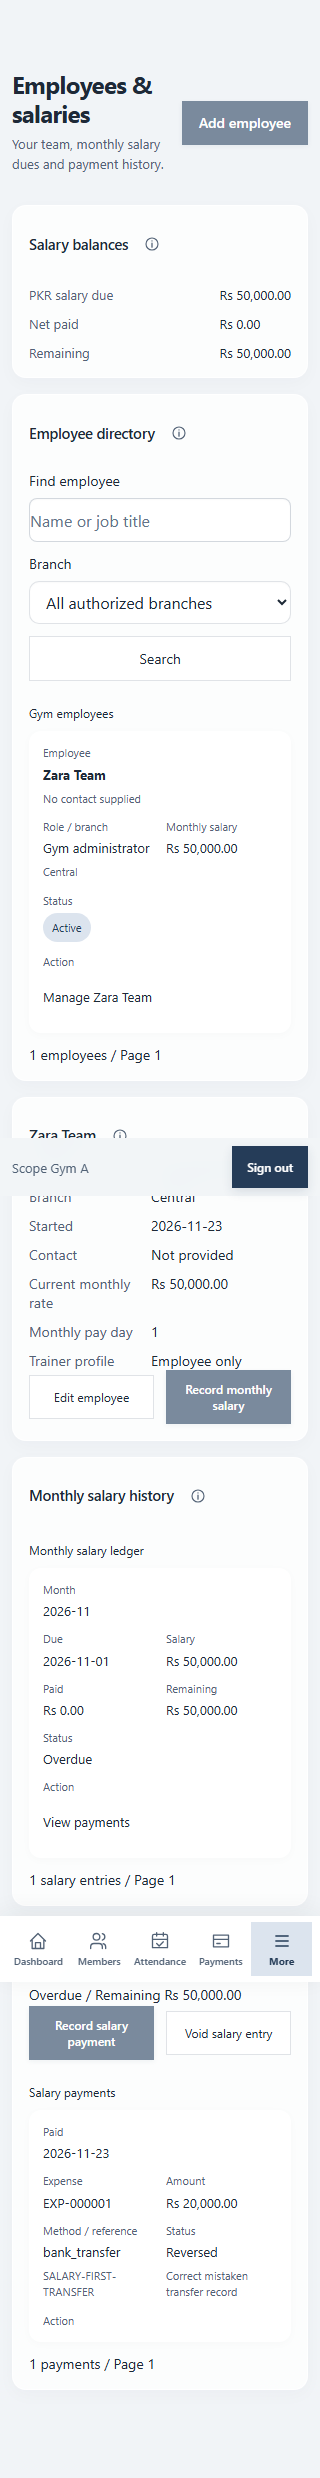 Employees &
salaries
Add employee
Your team, monthly salary
dues and payment history.
Salary balances
PKR salary due Rs 50,000.00
Net paid Rs 0.00
Remaining Rs 50,000.00
Employee directory
Find employee
Name or job title
Branch
All authorized branches
Search
Gym employees
Employee
Zara Team
No contact supplied
Role / branch Monthly salary
Gym administrator Rs 50,000.00
Central
Status
Active
Action
Manage Zara Team
1 employees / Page 1
Zara Team
Scope Gym A Sign out
Branch Central
Started 2026-11-23
Contact Not provided
Current monthly Rs 50,000.00
rate
Monthly pay day 1
Trainer profile Employee only
Edit employee Record monthly
salary
Monthly salary history
Monthly salary ledger
Month
2026-11
Due Salary
2026-11-01 Rs 50,000.00
Paid Remaining
Rs 0.00 Rs 50,000.00
Status
Overdue
Action
View payments
1 salary entries / Page 1
Dashboard Members Attendance Payments More
Overdue / Remaining Rs 50,000.00
Record salary
payment
Void salary entry
Salary payments
Paid
2026-11-23
Expense Amount
EXP-000001 Rs 20,000.00
Method / reference Status
bank_transfer Reversed
SALARY-FIRST- Correct mistaken
TRANSFER transfer record
Action
1 payments / Page 1